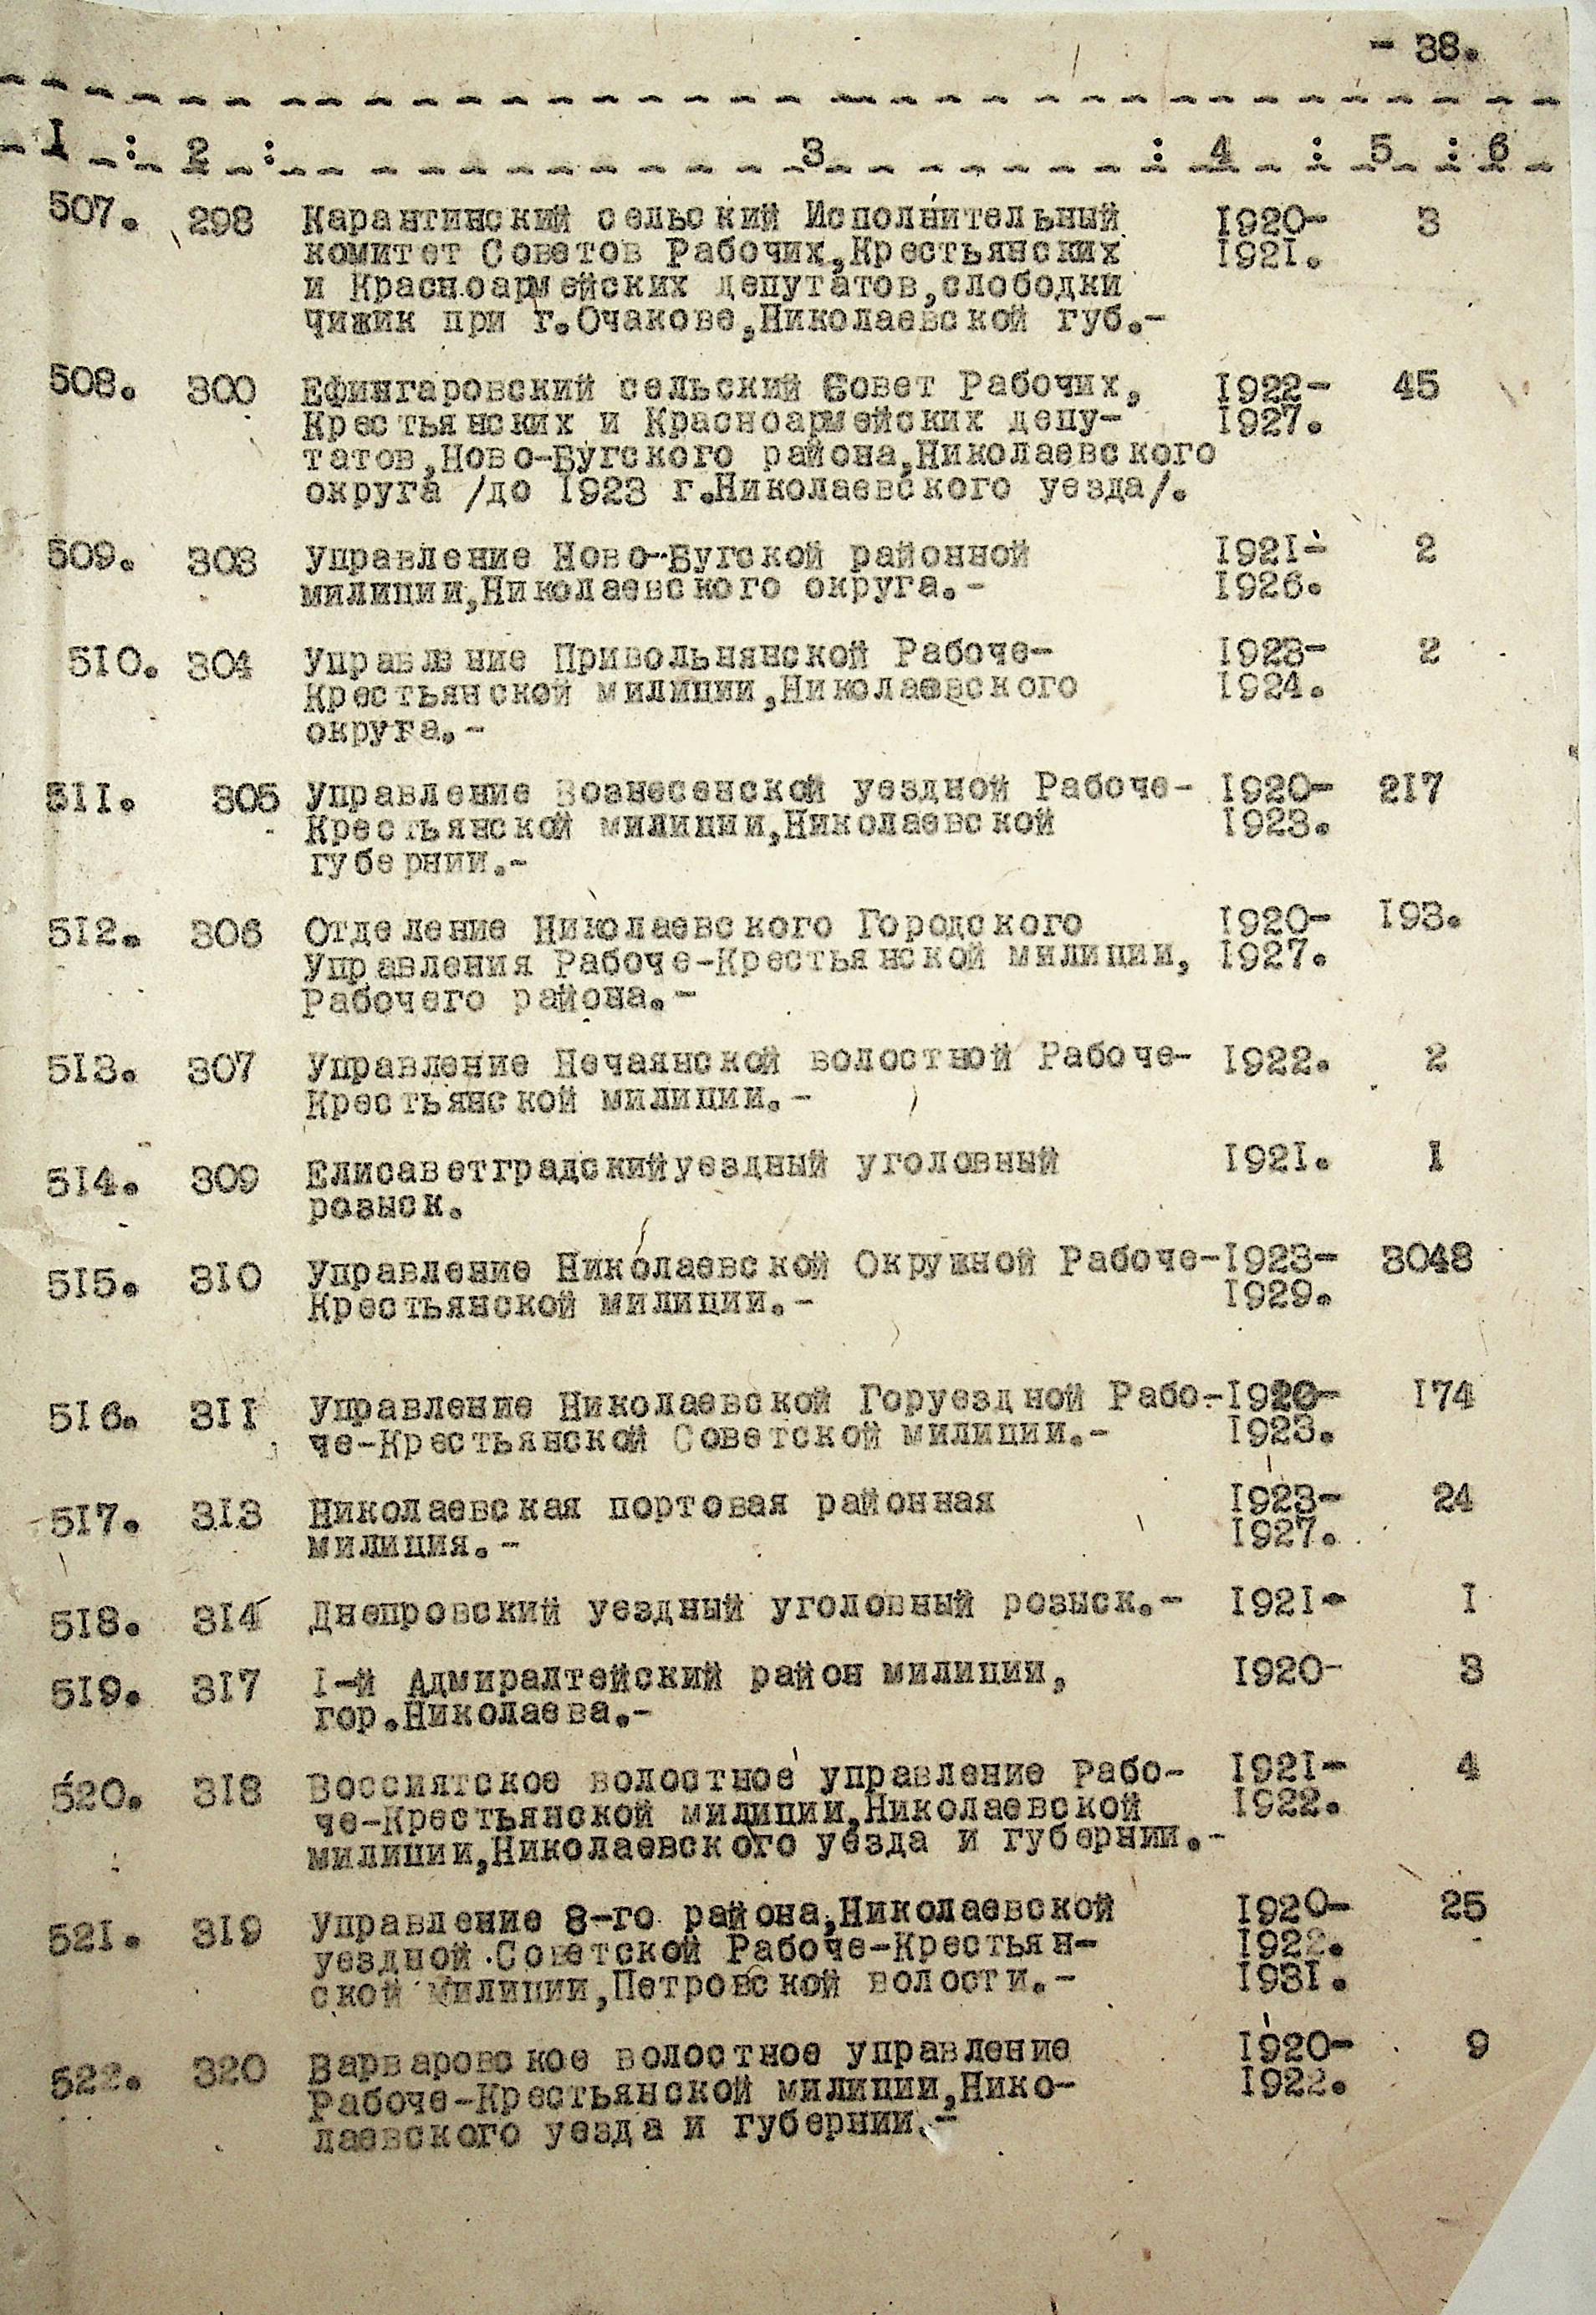 - 38.
I : 2 : 3 : 4 : 5 : 6
507. 298 Карантинский сельский Исполнительный 1920- 3
комитет Советов Рабочих,Крестьянских 1921.
и Красноармейских депутатов,слободки
чижик при г.Очакове,Николаевской губ.-
508. 300 Ефингаровский сельский Совет Рабочих, 1922- 45
Крестьянских и Красноармейских депу- 1927.
татов,Ново-Бугского района,Николаевского
округа /до 1923 г.Николаевского уезда/.
509. 303 Управление Ново-Бугской районной 1921- 2
милиции,Николаевского округа.- 1926.
510. 304 Управление Привольнянской Рабоче- 1923- 2
Крестьянской милиции,Николаевского 1924.
округа.-
511. 305 Управление Вознесенской уездной Рабоче- 1920- 217
Крестьянской милиции,Николаевской 1923.
губернии.-
512. 306 Отделение Николаевского Городского 1920- 193.
Управления Рабоче-Крестьянской милиции, 1927.
Рабочего района.-
513. 307 Управление Нечаянской волостной Рабоче- 1922. 2
Крестьянской милиции.-
514. 309 Елисаветградский уездный уголовный 1921. 1
розыск.
515. 310 Управление Николаевской Окружной Рабоче- 1923- 3048
Крестьянской милиции.- 1929.
516. 311 Управление Николаевской Горуездной Рабо- 1920- 174
че-Крестьянской Советской милиции.- 1923.
517. 313 Николаевская портовая районная 1923- 24
милиция.- 1927.
518. 314 Днепровский уездный уголовный розыск.- 1921- 1
519. 317 I-й Адмиралтейский район милиции, 1920- 3
гор.Николаева.-
520. 318 Воссиятское волостное управление Рабо- 1921- 4
че-Крестьянской милиции,Николаевской 1922.
милиции,Николаевского уезда и губернии.-
521. 319 Управление 8-го района,Николаевской 1920- 25
уездной Советской Рабоче-Крестьян- 1922.
ской милиции,Петровской волости.- 1931.
522. 320 Варваровское волостное управление 1920- 9
Рабоче-Крестьянской милиции,Нико- 1922.
лаевского уезда и губернии.-